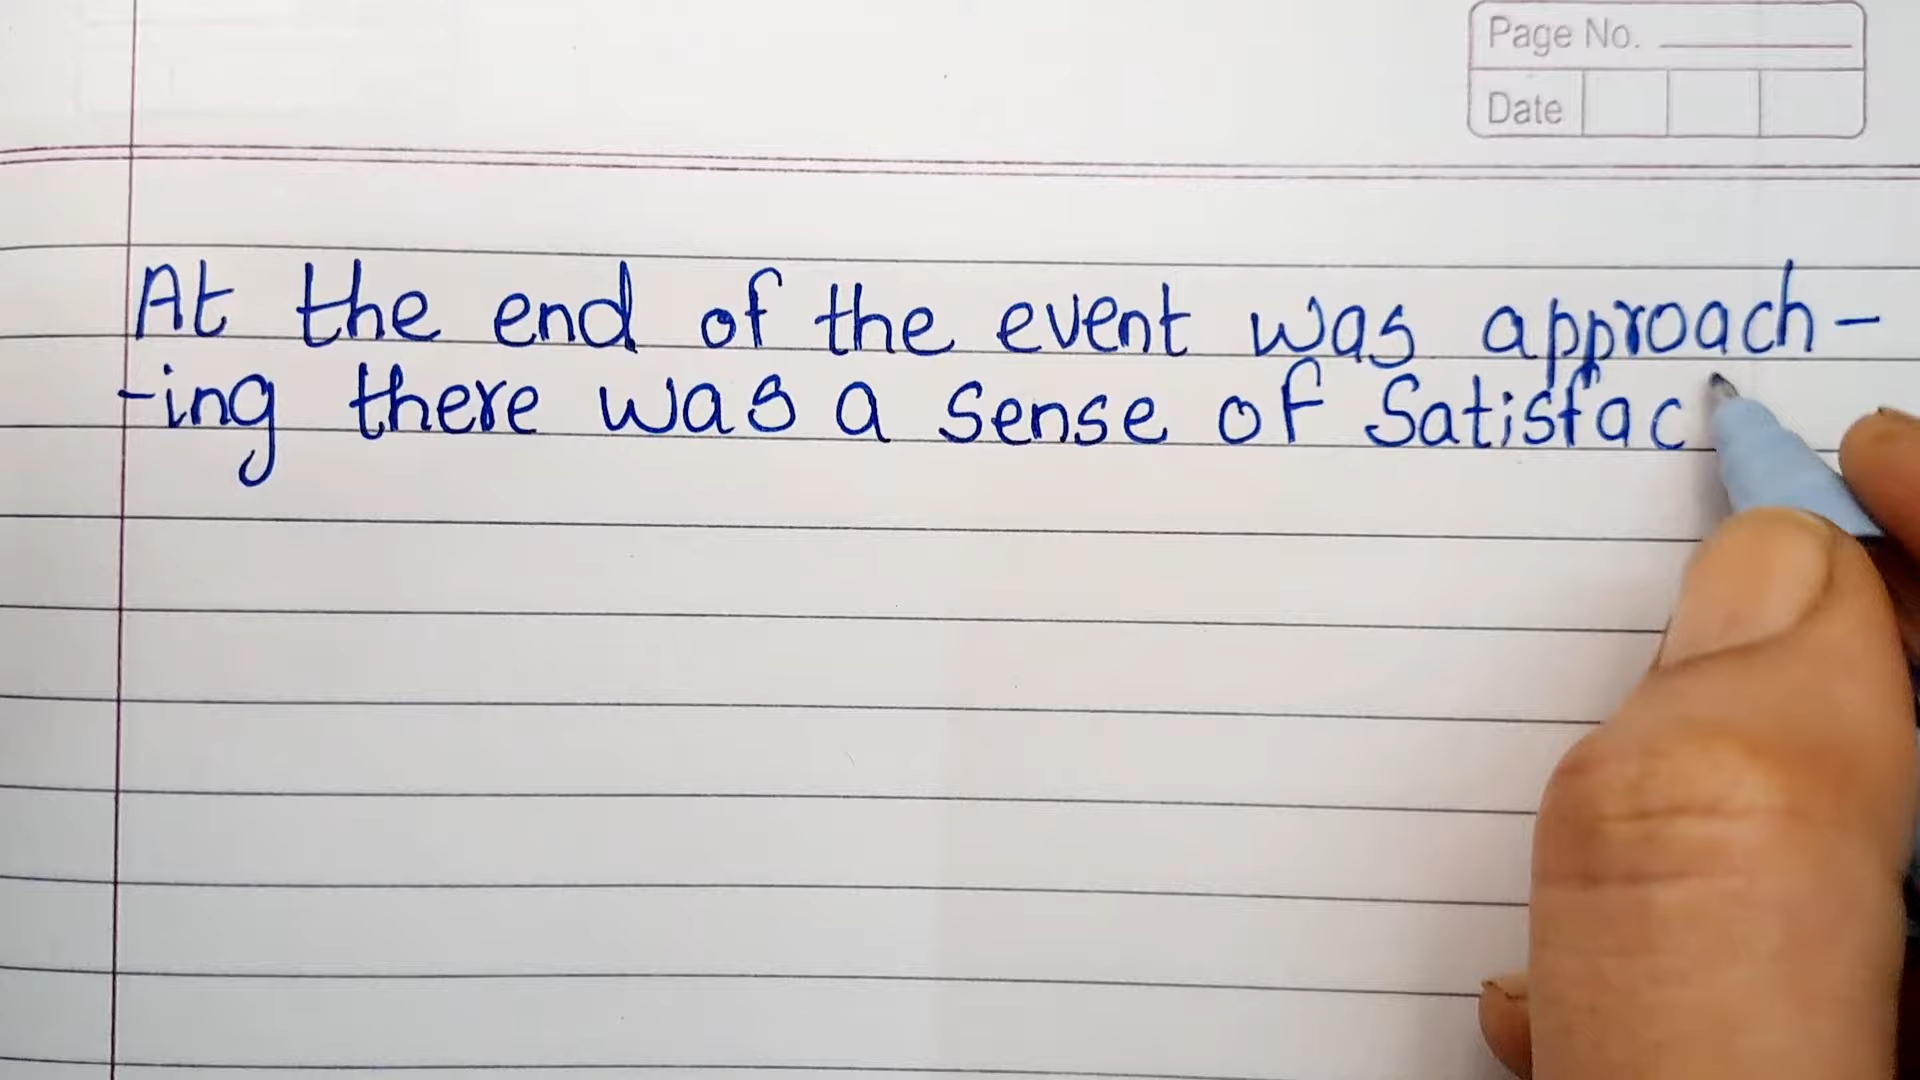 Page No.
Date
At the end of the event was approach-
-ing there was a sense of Satisfac